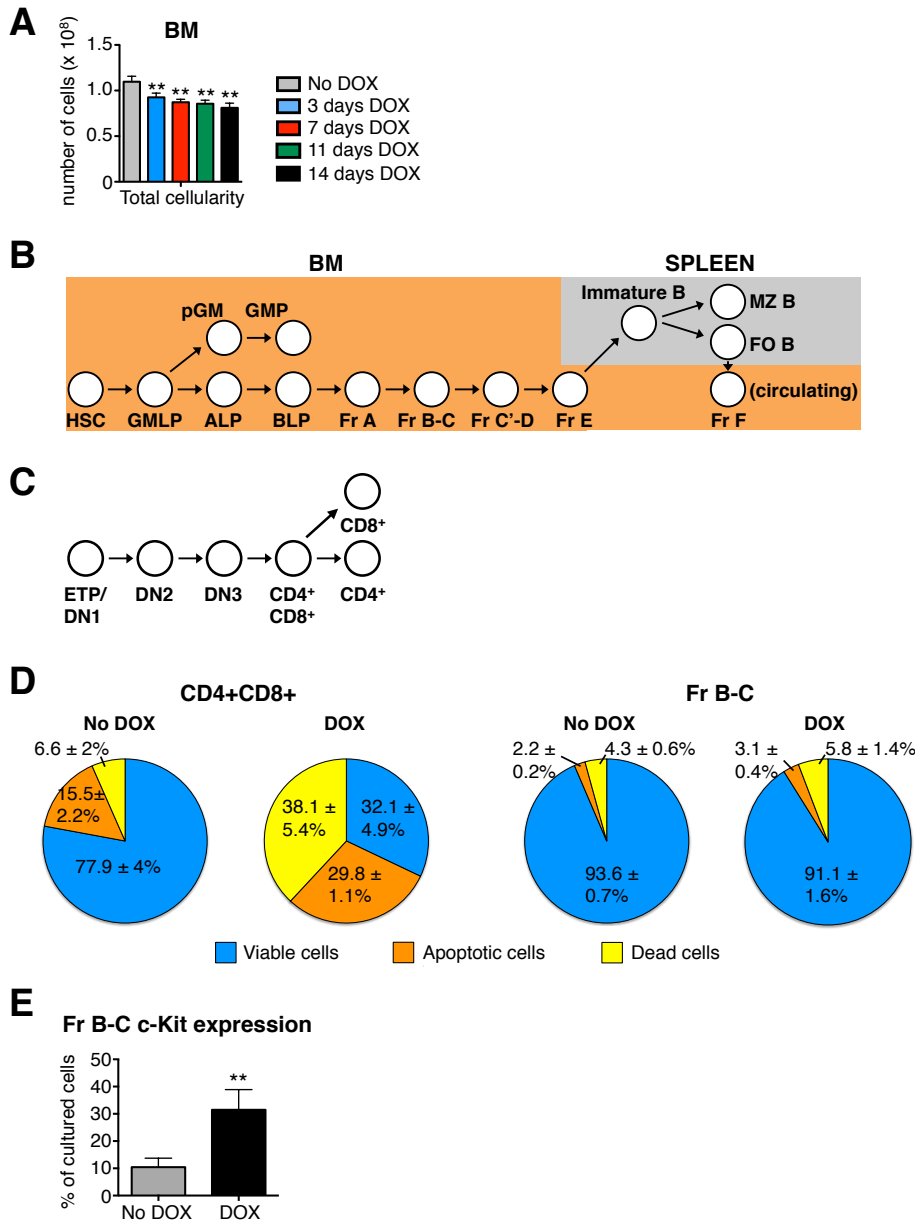 A
BM
number of cells (x 10⁸)
1.5
1.0
0.5
0
** ** ** **
Total cellularity
No DOX
3 days DOX
7 days DOX
11 days DOX
14 days DOX
B
BM
SPLEEN
Immature B
MZ B
FO B
pGM
GMP
(circulating)
HSC
GMLP
ALP
BLP
Fr A
Fr B-C
Fr C'-D
Fr E
Fr F
C
CD8⁺
ETP/
DN1
DN2
DN3
CD4⁺
CD8⁺
CD4⁺
D
CD4+CD8+
No DOX
6.6 ± 2%
15.5±
2.2%
77.9 ± 4%
DOX
38.1 ±
5.4%
32.1 ±
4.9%
29.8 ±
1.1%
Fr B-C
No DOX
2.2 ±
0.2%
4.3 ± 0.6%
93.6 ±
0.7%
DOX
3.1 ±
0.4%
5.8 ± 1.4%
91.1 ±
1.6%
Viable cells
Apoptotic cells
Dead cells
E
Fr B-C c-Kit expression
% of cultured cells
50
40
30
20
10
0
**
No DOX
DOX